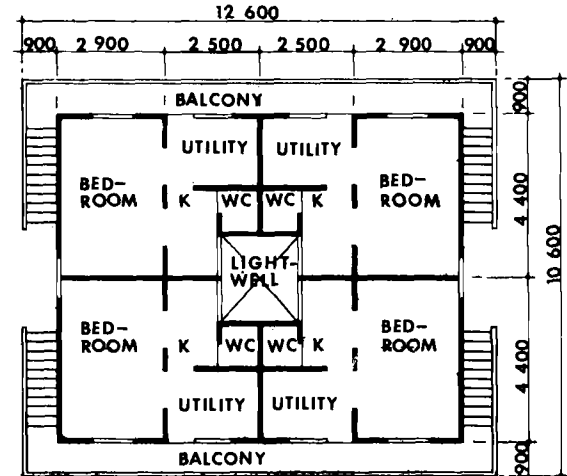 12 600
900 2 900 2 500 2 500 2 900 900
BALCONY
900
UTILITY UTILITY
BED-
ROOM
K WC WC K
BED-
ROOM
4 400
10 600
LIGHT-
WELL
BED-
ROOM
K WC WC K
BED-
ROOM
4 400
UTILITY UTILITY
BALCONY
900